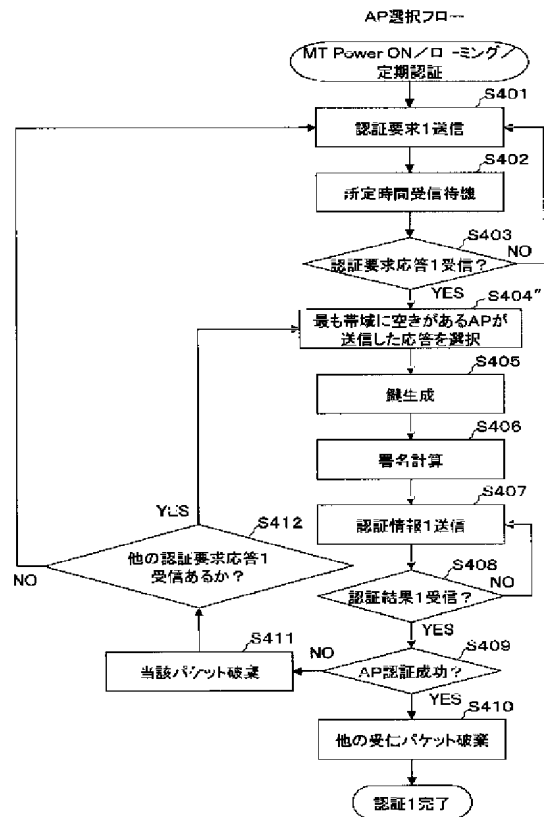 AP選択フロー
MT Power ON／ローミング／
定期認証
S401
認証要求1送信
S402
所定時間受信待機
S403
認証要求応答1受信？
NO
YES
S404"
最も帯域に空きがあるAPが
送信した応答を選択
S405
鍵生成
S406
署名計算
S407
認証情報1送信
S408
認証結果1受信？
NO
YES
S409
AP認証成功？
NO
YES
S410
他の受信パケット破棄
認証1完了
S411
当該パケット破棄
S412
他の認証要求応答1
受信あるか？
YES
NO